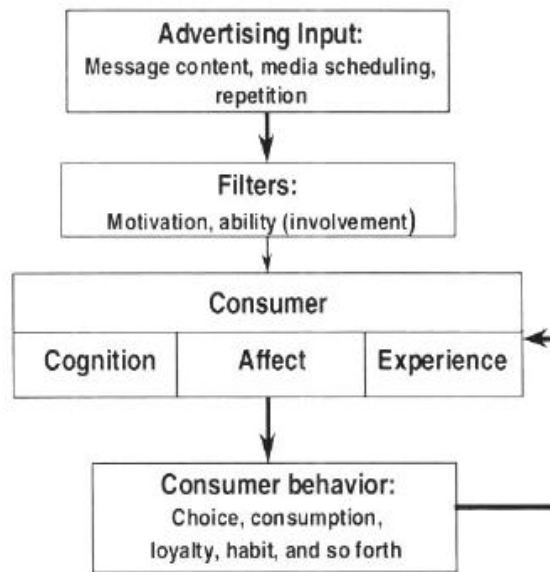 Advertising Input:
Message content, media scheduling,
repetition
Filters:
Motivation, ability (involvement)
Consumer
Cognition
Affect
Experience
Consumer behavior:
Choice, consumption,
loyalty, habit, and so forth